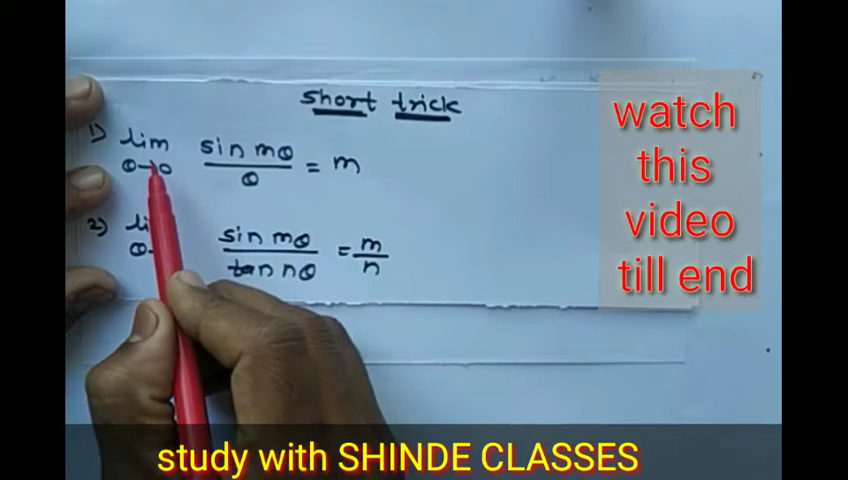 short trick
1) lim sin mθ / θ = m
θ→0
2) li sin mθ / tan nθ = m/n
θ-
watch
this
video
till end
study with SHINDE CLASSES